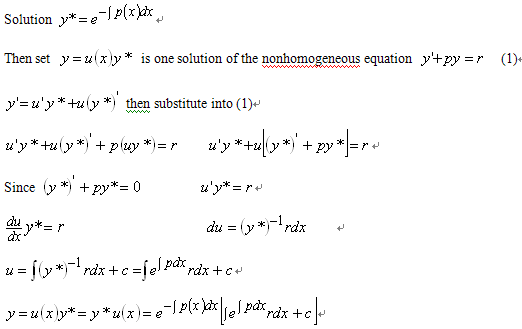 Solution y*=e^{-∫p(x)dx}
Then set y=u(x)y* is one solution of the nonhomogeneous equation y'+py=r (1)
y'=u'y*+u(y*)' then substitute into (1)
u'y*+u(y*)'+p(uy*)=r u'y*+u[(y*)'+py*]=r
Since (y*)'+py*=0 u'y*=r
du/dx y*=r du=(y*)^{-1}rdx
u=∫(y*)^{-1}rdx+c=∫e^{∫pdx}rdx+c
y=u(x)y*=y*u(x)=e^{-∫p(x)dx}[∫e^{∫pdx}rdx+c]